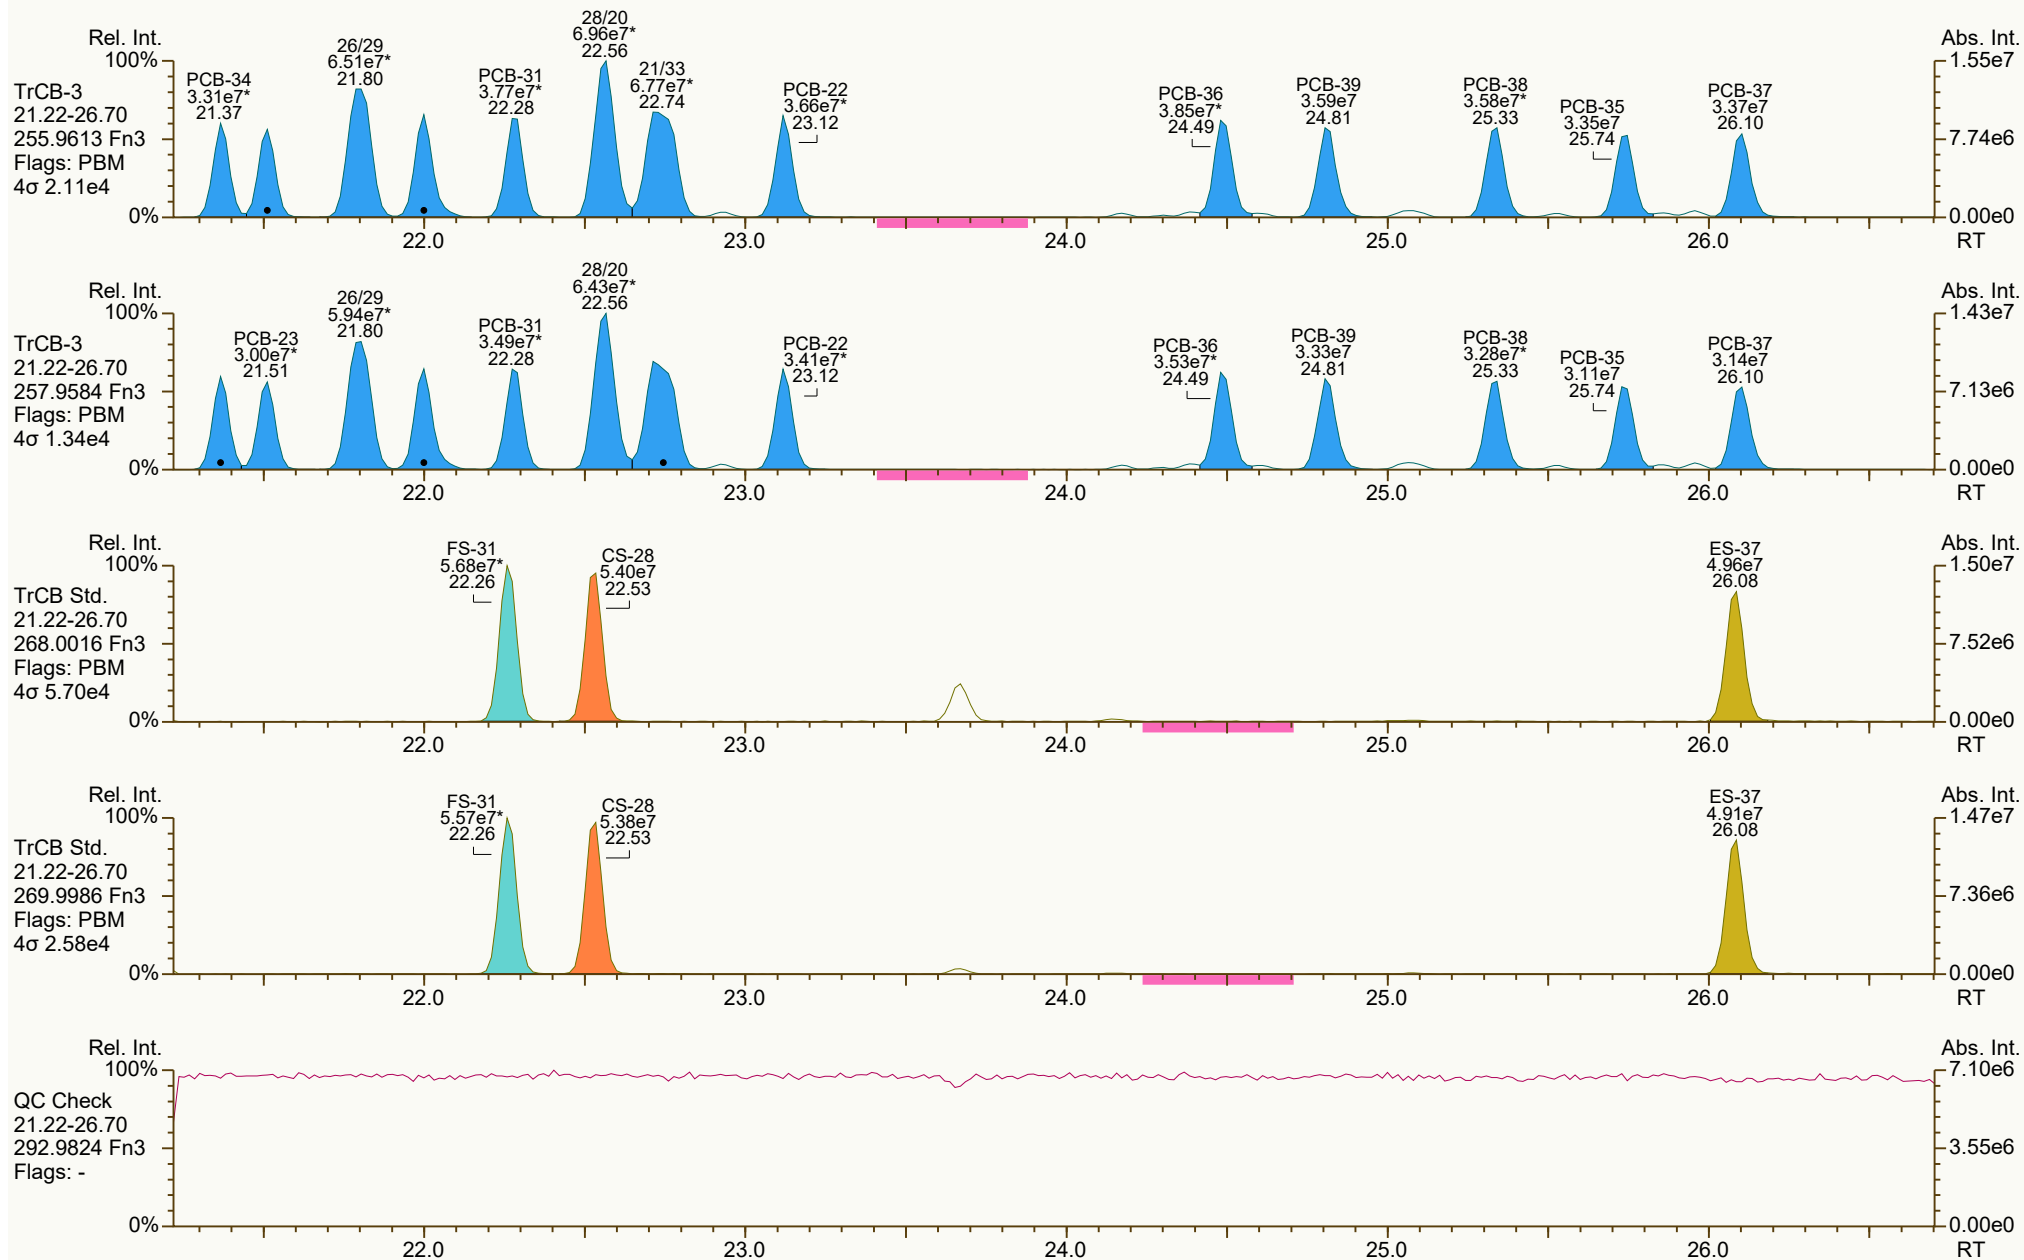 Rel. Int.
100%
0%
TrCB-3
21.22-26.70
255.9613 Fn3
Flags: PBM
4σ 2.11e4
PCB-34
3.31e7*
21.37
26/29
6.51e7*
21.80
PCB-31
3.77e7*
22.28
28/20
6.96e7*
22.56
21/33
6.77e7*
22.74
PCB-22
3.66e7*
23.12
PCB-36
3.85e7*
24.49
PCB-39
3.59e7
24.81
PCB-38
3.58e7*
25.33
PCB-35
3.35e7
25.74
PCB-37
3.37e7
26.10
Abs. Int.
1.55e7
7.74e6
0.00e0
22.0 23.0 24.0 25.0 26.0 RT
Rel. Int.
100%
0%
TrCB-3
21.22-26.70
257.9584 Fn3
Flags: PBM
4σ 1.34e4
PCB-23
3.00e7*
21.51
26/29
5.94e7*
21.80
PCB-31
3.49e7*
22.28
28/20
6.43e7*
22.56
PCB-22
3.41e7*
23.12
PCB-36
3.53e7*
24.49
PCB-39
3.33e7
24.81
PCB-38
3.28e7*
25.33
PCB-35
3.11e7
25.74
PCB-37
3.14e7
26.10
Abs. Int.
1.43e7
7.13e6
0.00e0
22.0 23.0 24.0 25.0 26.0 RT
Rel. Int.
100%
0%
TrCB Std.
21.22-26.70
268.0016 Fn3
Flags: PBM
4σ 5.70e4
FS-31
5.68e7*
22.26
CS-28
5.40e7
22.53
ES-37
4.96e7
26.08
Abs. Int.
1.50e7
7.52e6
0.00e0
22.0 23.0 24.0 25.0 26.0 RT
Rel. Int.
100%
0%
TrCB Std.
21.22-26.70
269.9986 Fn3
Flags: PBM
4σ 2.58e4
FS-31
5.57e7*
22.26
CS-28
5.38e7
22.53
ES-37
4.91e7
26.08
Abs. Int.
1.47e7
7.36e6
0.00e0
22.0 23.0 24.0 25.0 26.0 RT
Rel. Int.
100%
0%
QC Check
21.22-26.70
292.9824 Fn3
Flags: -
Abs. Int.
7.10e6
3.55e6
0.00e0
22.0 23.0 24.0 25.0 26.0 RT